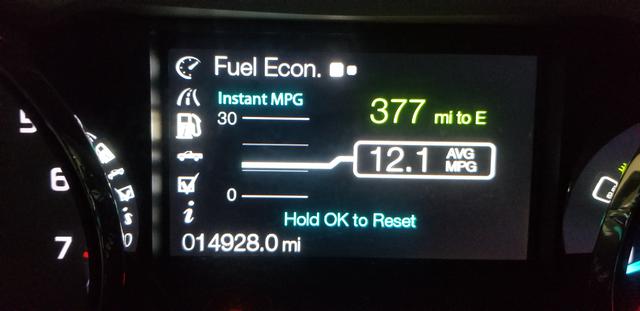 Fuel Econ.
Instant MPG
30
377 mi to E
12.1 AVG MPG
0
Hold OK to Reset
014928.0 mi
5
6
7